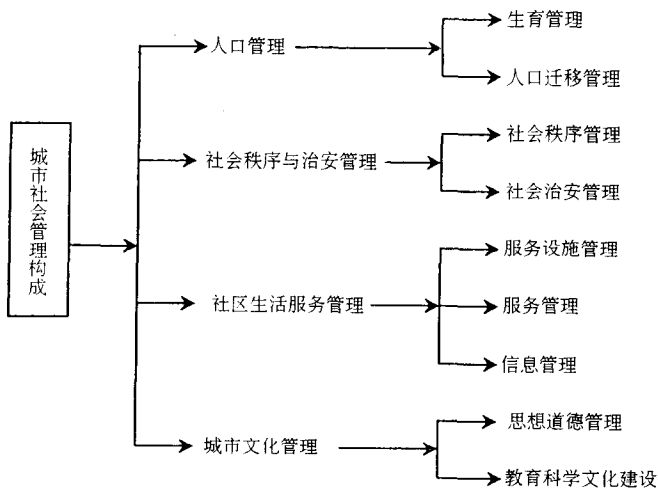 城市社会管理构成
人口管理
生育管理
人口迁移管理
社会秩序与治安管理
社会秩序管理
社会治安管理
社区生活服务管理
服务设施管理
服务管理
信息管理
城市文化管理
思想道德管理
教育科学文化建设